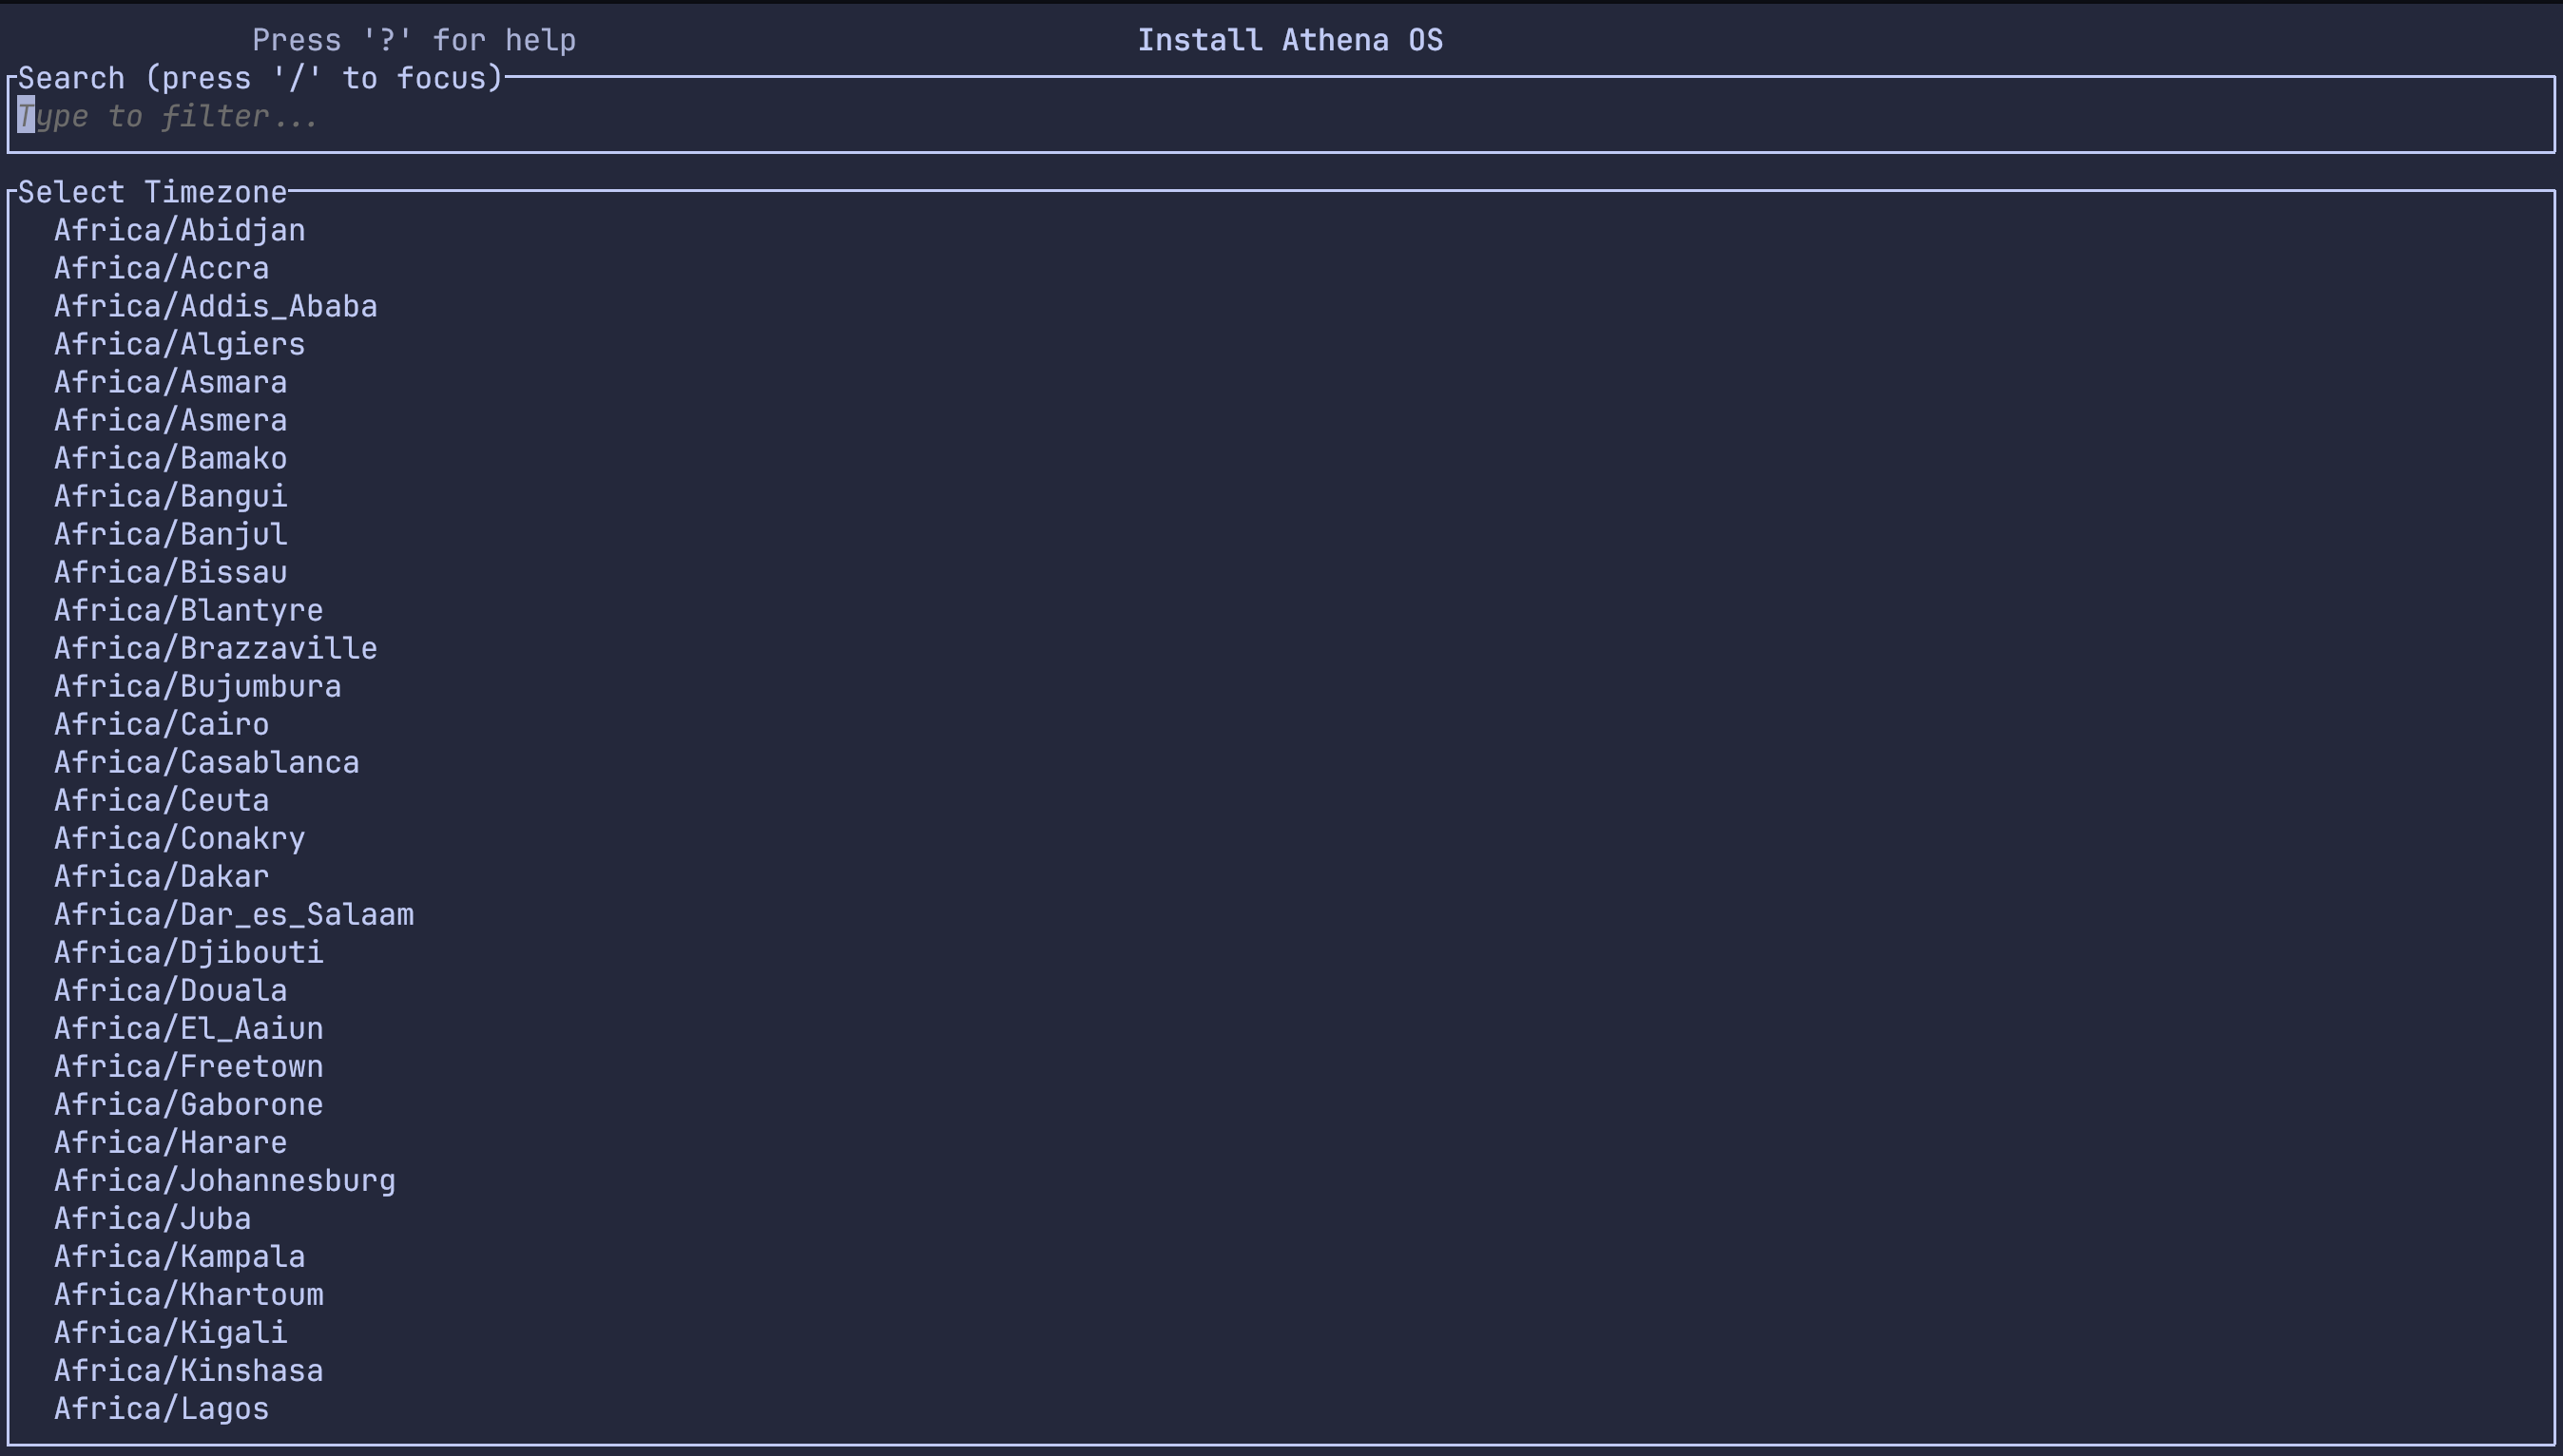 Press '?' for help Install Athena OS
Search (press '/' to focus)
Type to filter...
Select Timezone
Africa/Abidjan
Africa/Accra
Africa/Addis_Ababa
Africa/Algiers
Africa/Asmara
Africa/Asmera
Africa/Bamako
Africa/Bangui
Africa/Banjul
Africa/Bissau
Africa/Blantyre
Africa/Brazzaville
Africa/Bujumbura
Africa/Cairo
Africa/Casablanca
Africa/Ceuta
Africa/Conakry
Africa/Dakar
Africa/Dar_es_Salaam
Africa/Djibouti
Africa/Douala
Africa/El_Aaiun
Africa/Freetown
Africa/Gaborone
Africa/Harare
Africa/Johannesburg
Africa/Juba
Africa/Kampala
Africa/Khartoum
Africa/Kigali
Africa/Kinshasa
Africa/Lagos